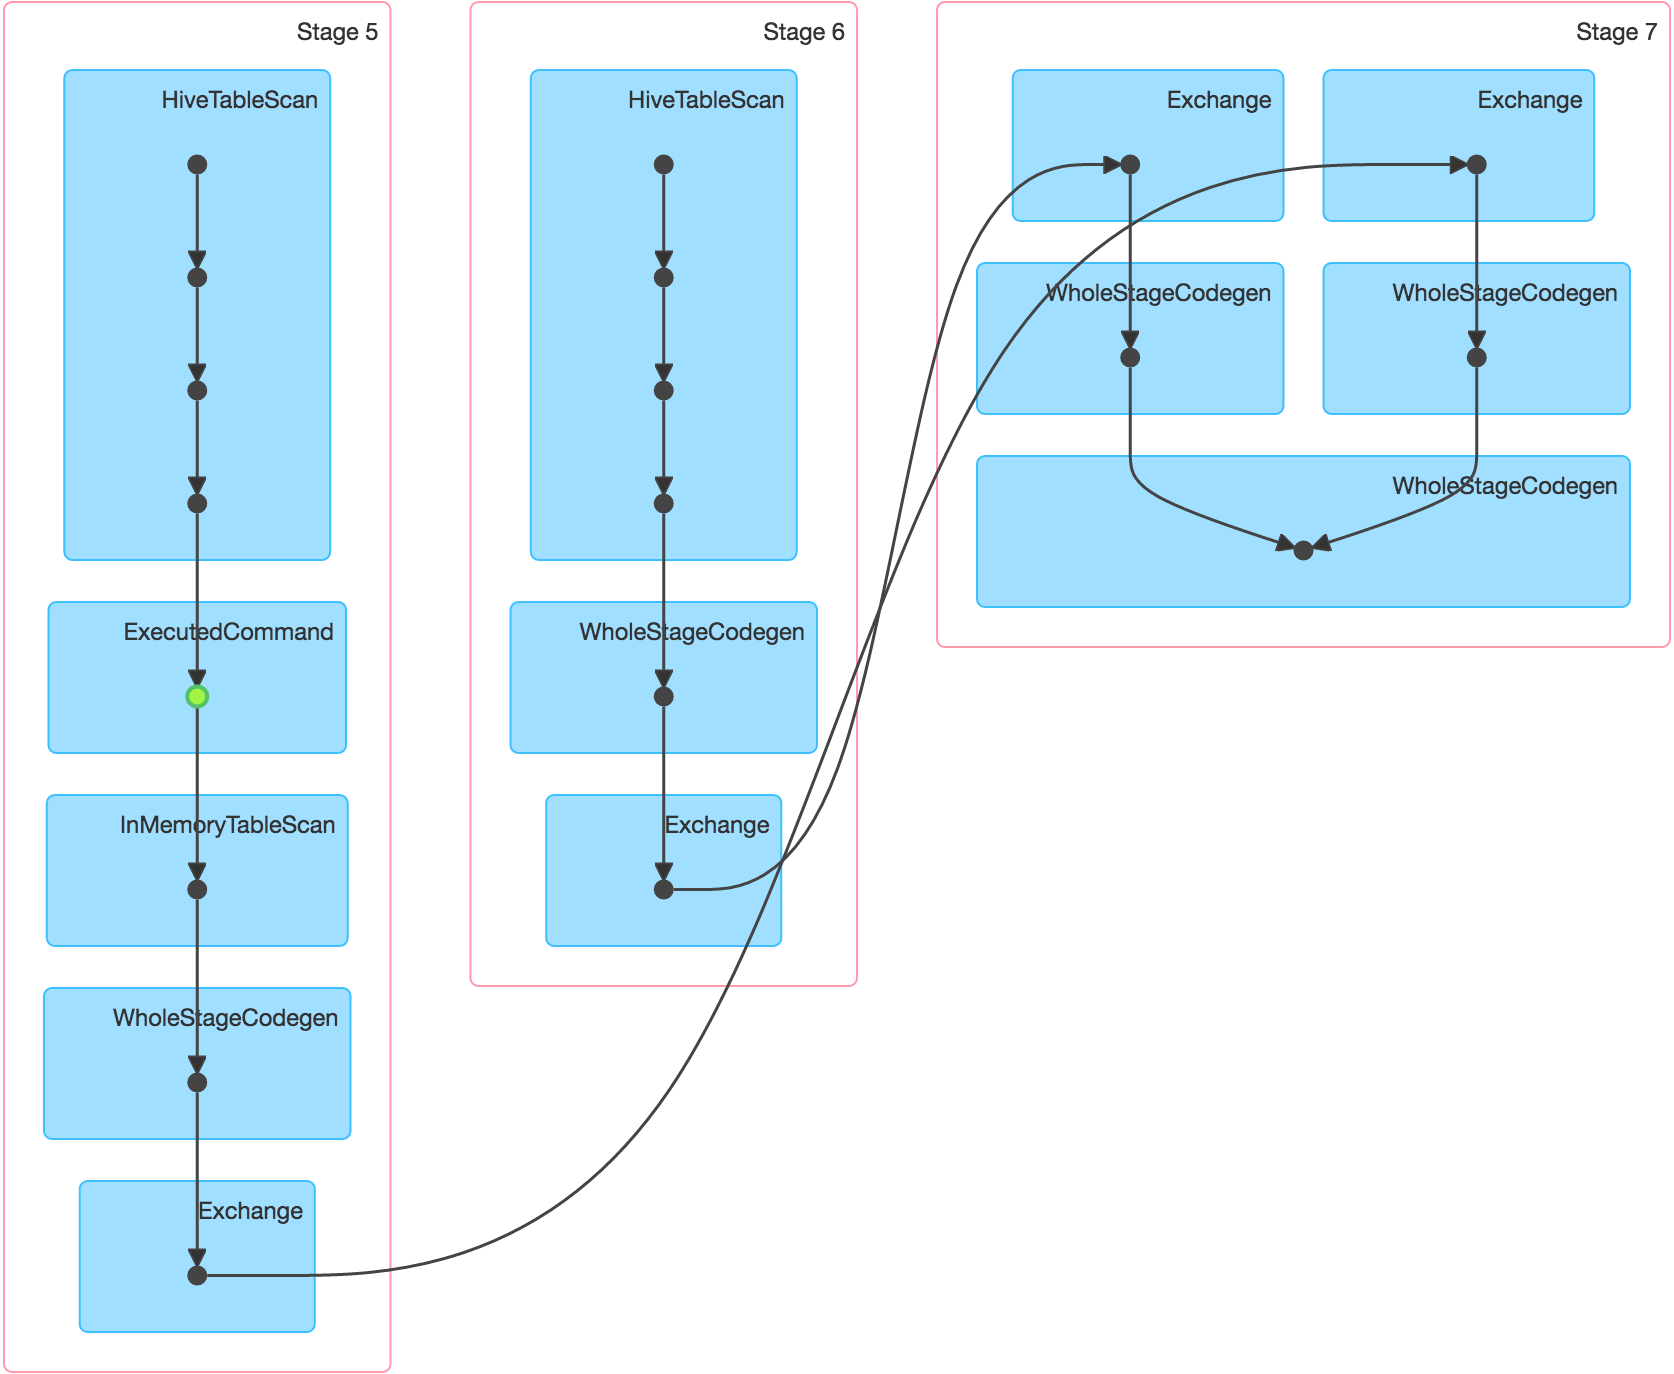 Stage 5
HiveTableScan
ExecutedCommand
InMemoryTableScan
WholeStageCodegen
Exchange
Stage 6
HiveTableScan
WholeStageCodegen
Exchange
Stage 7
Exchange
Exchange
WholeStageCodegen
WholeStageCodegen
WholeStageCodegen